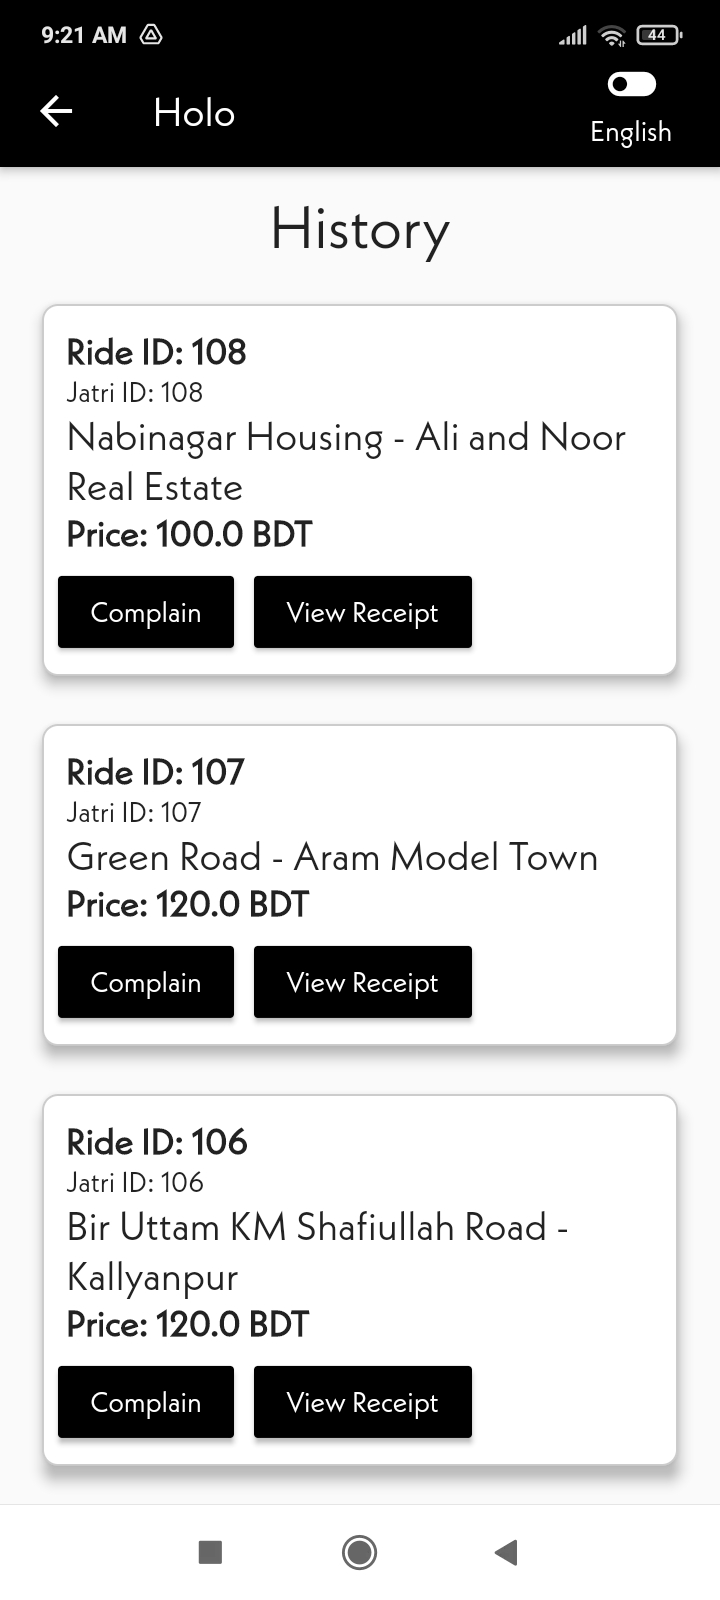 9:21 AM
44
Holo
English
History
Ride ID: 108
Jatri ID: 108
Nabinagar Housing - Ali and Noor
Real Estate
Price: 100.0 BDT
Complain View Receipt
Ride ID: 107
Jatri ID: 107
Green Road - Aram Model Town
Price: 120.0 BDT
Complain View Receipt
Ride ID: 106
Jatri ID: 106
Bir Uttam KM Shafiullah Road -
Kallyanpur
Price: 120.0 BDT
Complain View Receipt